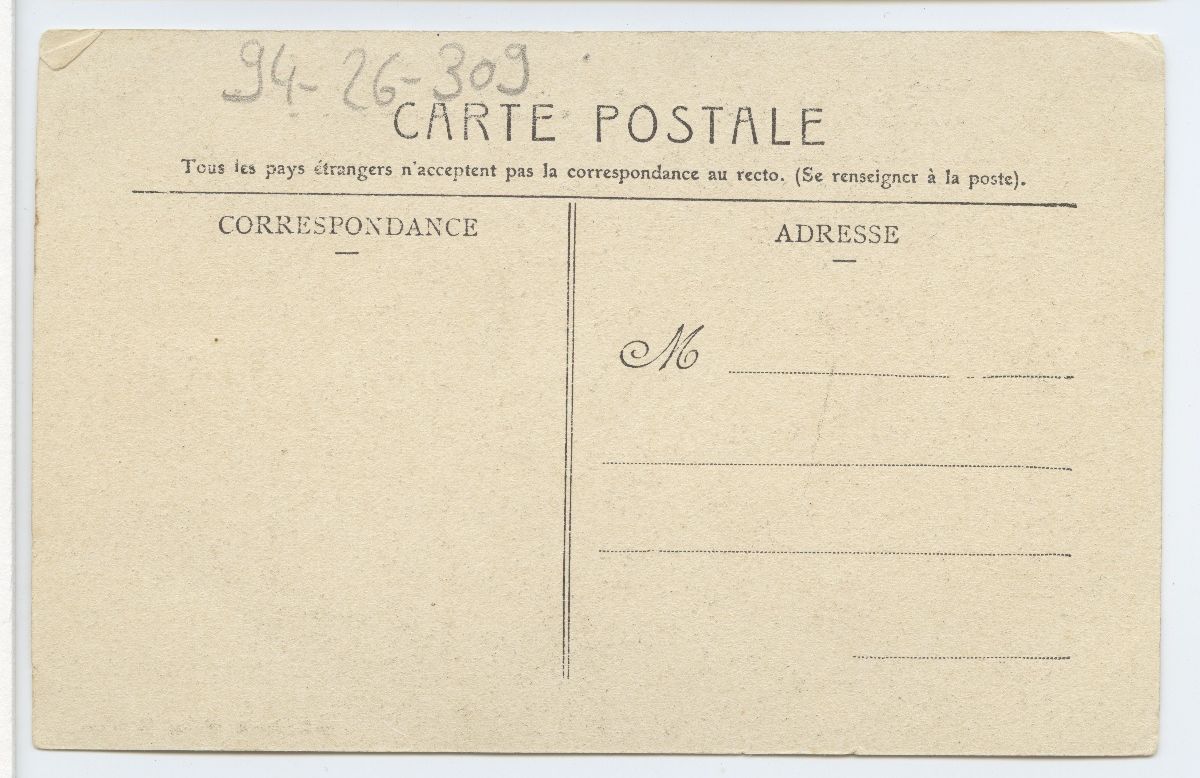 94-26-309
CARTE POSTALE
Tous les pays étrangers n'acceptent pas la correspondance au recto. (Se renseigner à la poste).
CORRESPONDANCE
ADRESSE
M